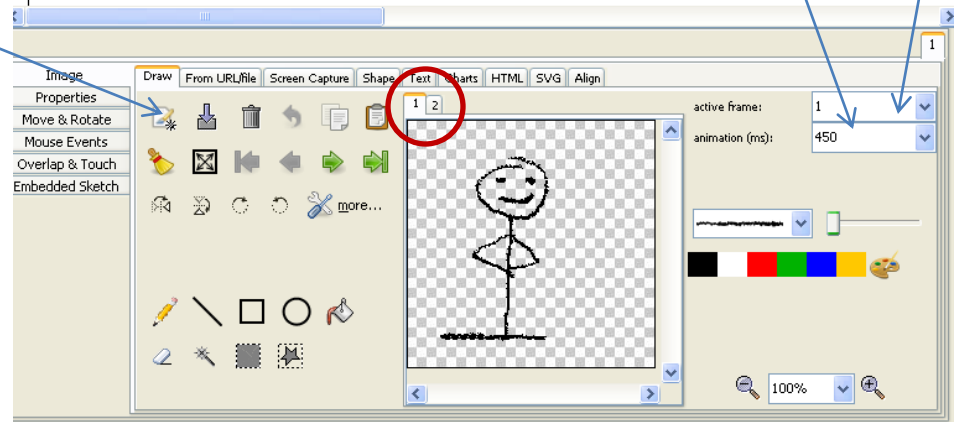 1
Image
Properties
Move & Rotate
Mouse Events
Overlap & Touch
Embedded Sketch
Draw From URL/file Screen Capture Shape Text Charts HTML SVG Align
1 2
active frame: 1
animation (ms): 450
more...
100%